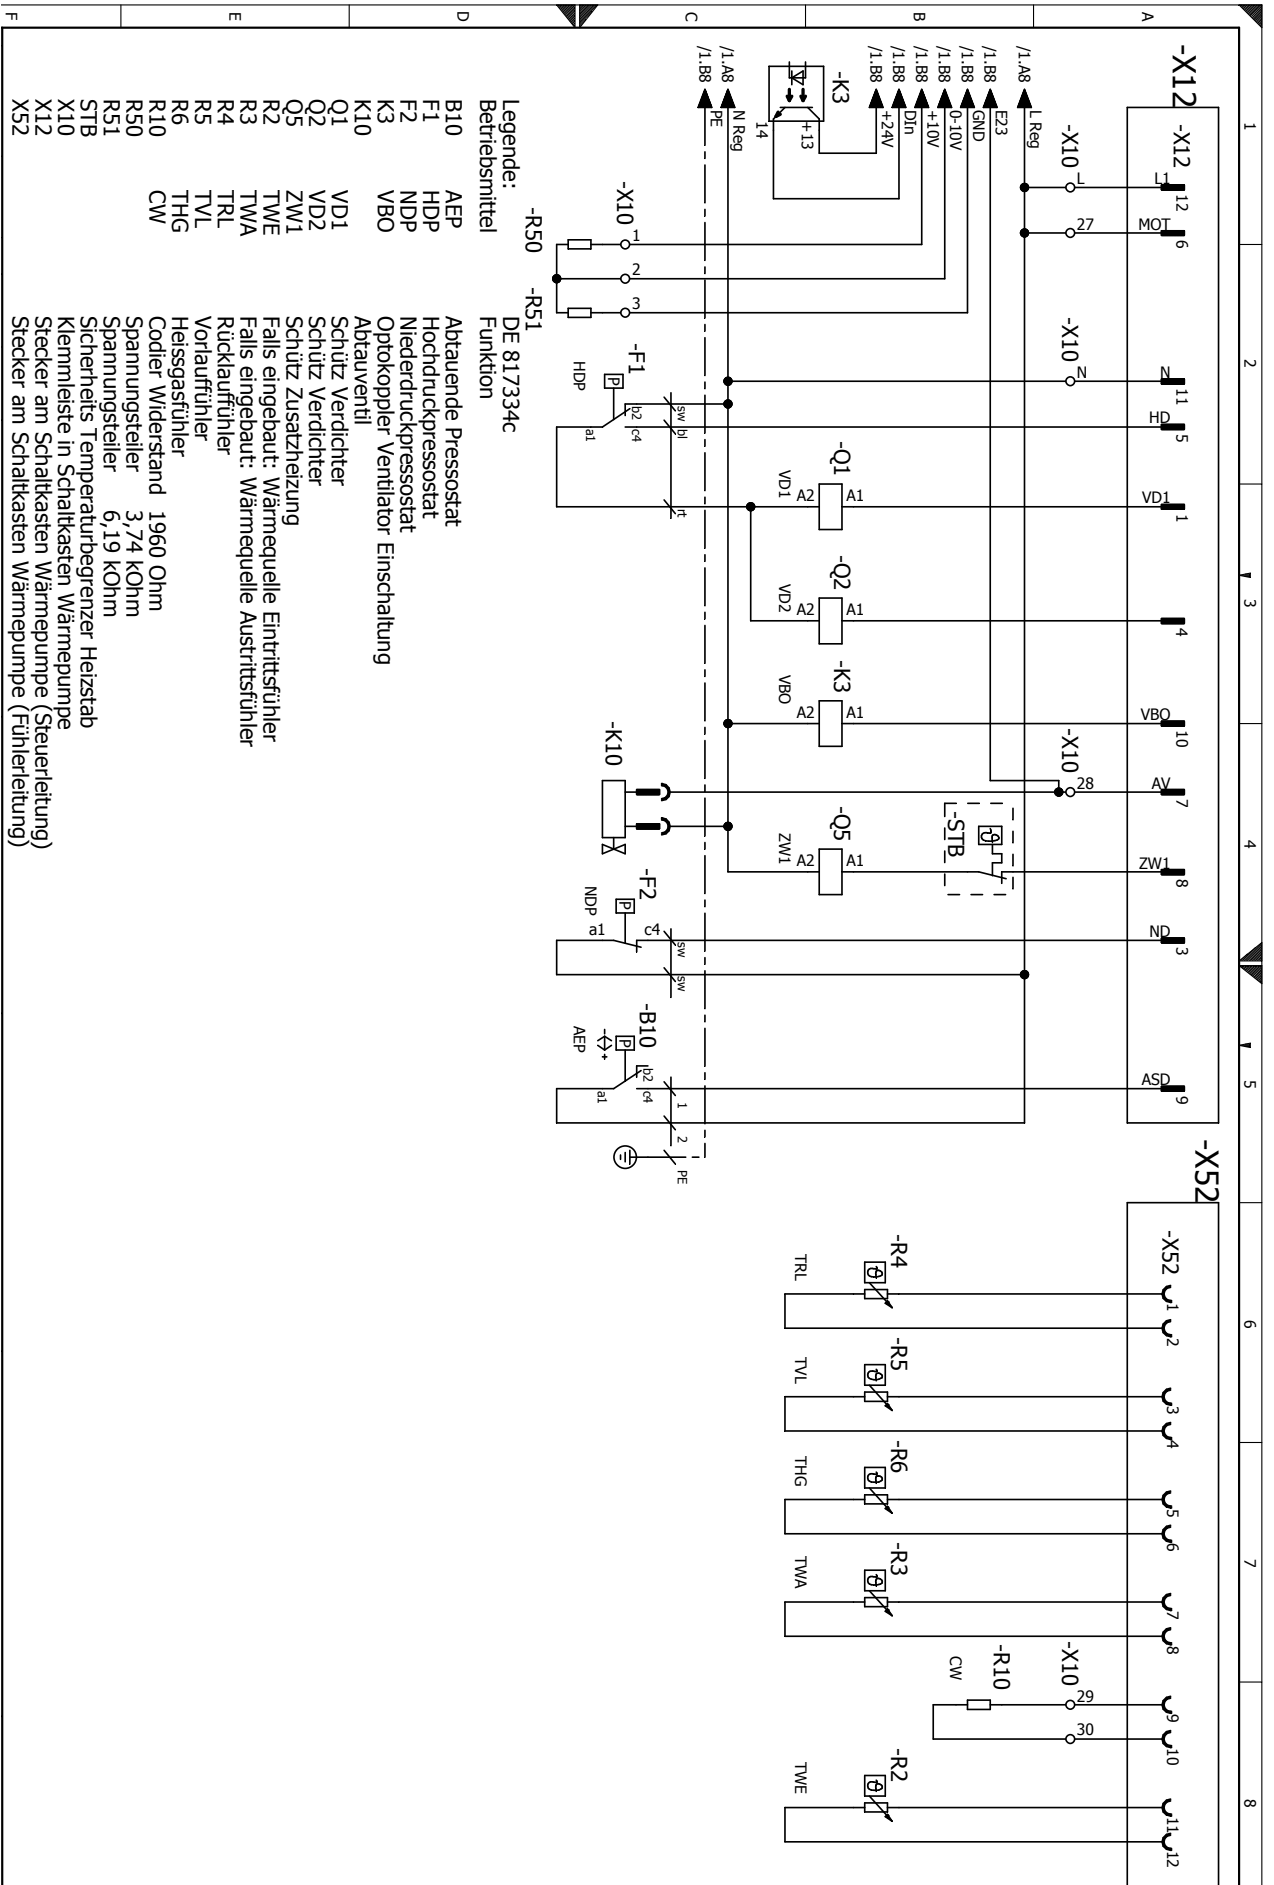 1 2 3 4 5 6 7 8
A
B
C
D
E
F
-X12
-X52
-X12
L1 12
MOT 6
N 11
HD 5
VD1 1
4
VBO 10
AV 7
ZW1 8
ND 3
ASD 9
-X52
1 2 3 4 5 6 7 8 9 10 11 12
-X10 L 27
-X10 N
-X10 28
-X10 29 30
/1.A8 L Reg
/1.B8 E23
/1.B8 GND
/1.B8 0-10V
/1.B8 +10V
/1.B8 DIn
/1.B8 +24V
-K3
+13
14
/1.A8 N Reg
/1.B8 PE
-STB
-Q1 A1 A2 VD1
-Q2 A1 A2 VD2
-K3 A1 A2 VBO
-Q5 A1 A2 ZW1
-R4 TRL
-R5 TVL
-R6 THG
-R3 TWA
-R10 CW
-R2 TWE
-X10 1 2 3
-R50
-R51
-F1 P HDP
sw bl rt
b2 c4 a1
-K10
-F2 P NDP
sw sw
c4 a1
-B10 P AEP
- +
b2 c4 a1
1 2 PE
DE 817334c
Legende:
Betriebsmittel Funktion
B10 AEP Abtauende Pressostat
F1 HDP Hochdruckpressostat
F2 NDP Niederdruckpressostat
K3 VBO Optokoppler Ventilator Einschaltung
K10 Abtauventil
Q1 VD1 Schütz Verdichter
Q2 VD2 Schütz Verdichter
Q5 ZW1 Schütz Zusatzheizung
R2 TWE Falls eingebaut: Wärmequelle Eintrittsfühler
R3 TWA Falls eingebaut: Wärmequelle Austrittsfühler
R4 TRL Rücklauffühler
R5 TVL Vorlauffühler
R6 THG Heissgasfühler
R10 CW Codier Widerstand 1960 Ohm
R50 Spannungsteiler 3,74 kOhm
R51 Spannungsteiler 6,19 kOhm
STB Sicherheits Temperaturbegrenzer Heizstab
X10 Klemmleiste in Schaltkasten Wärmepumpe
X12 Stecker am Schaltkasten Wärmepumpe (Steuerleitung)
X52 Stecker am Schaltkasten Wärmepumpe (Fühlerleitung)